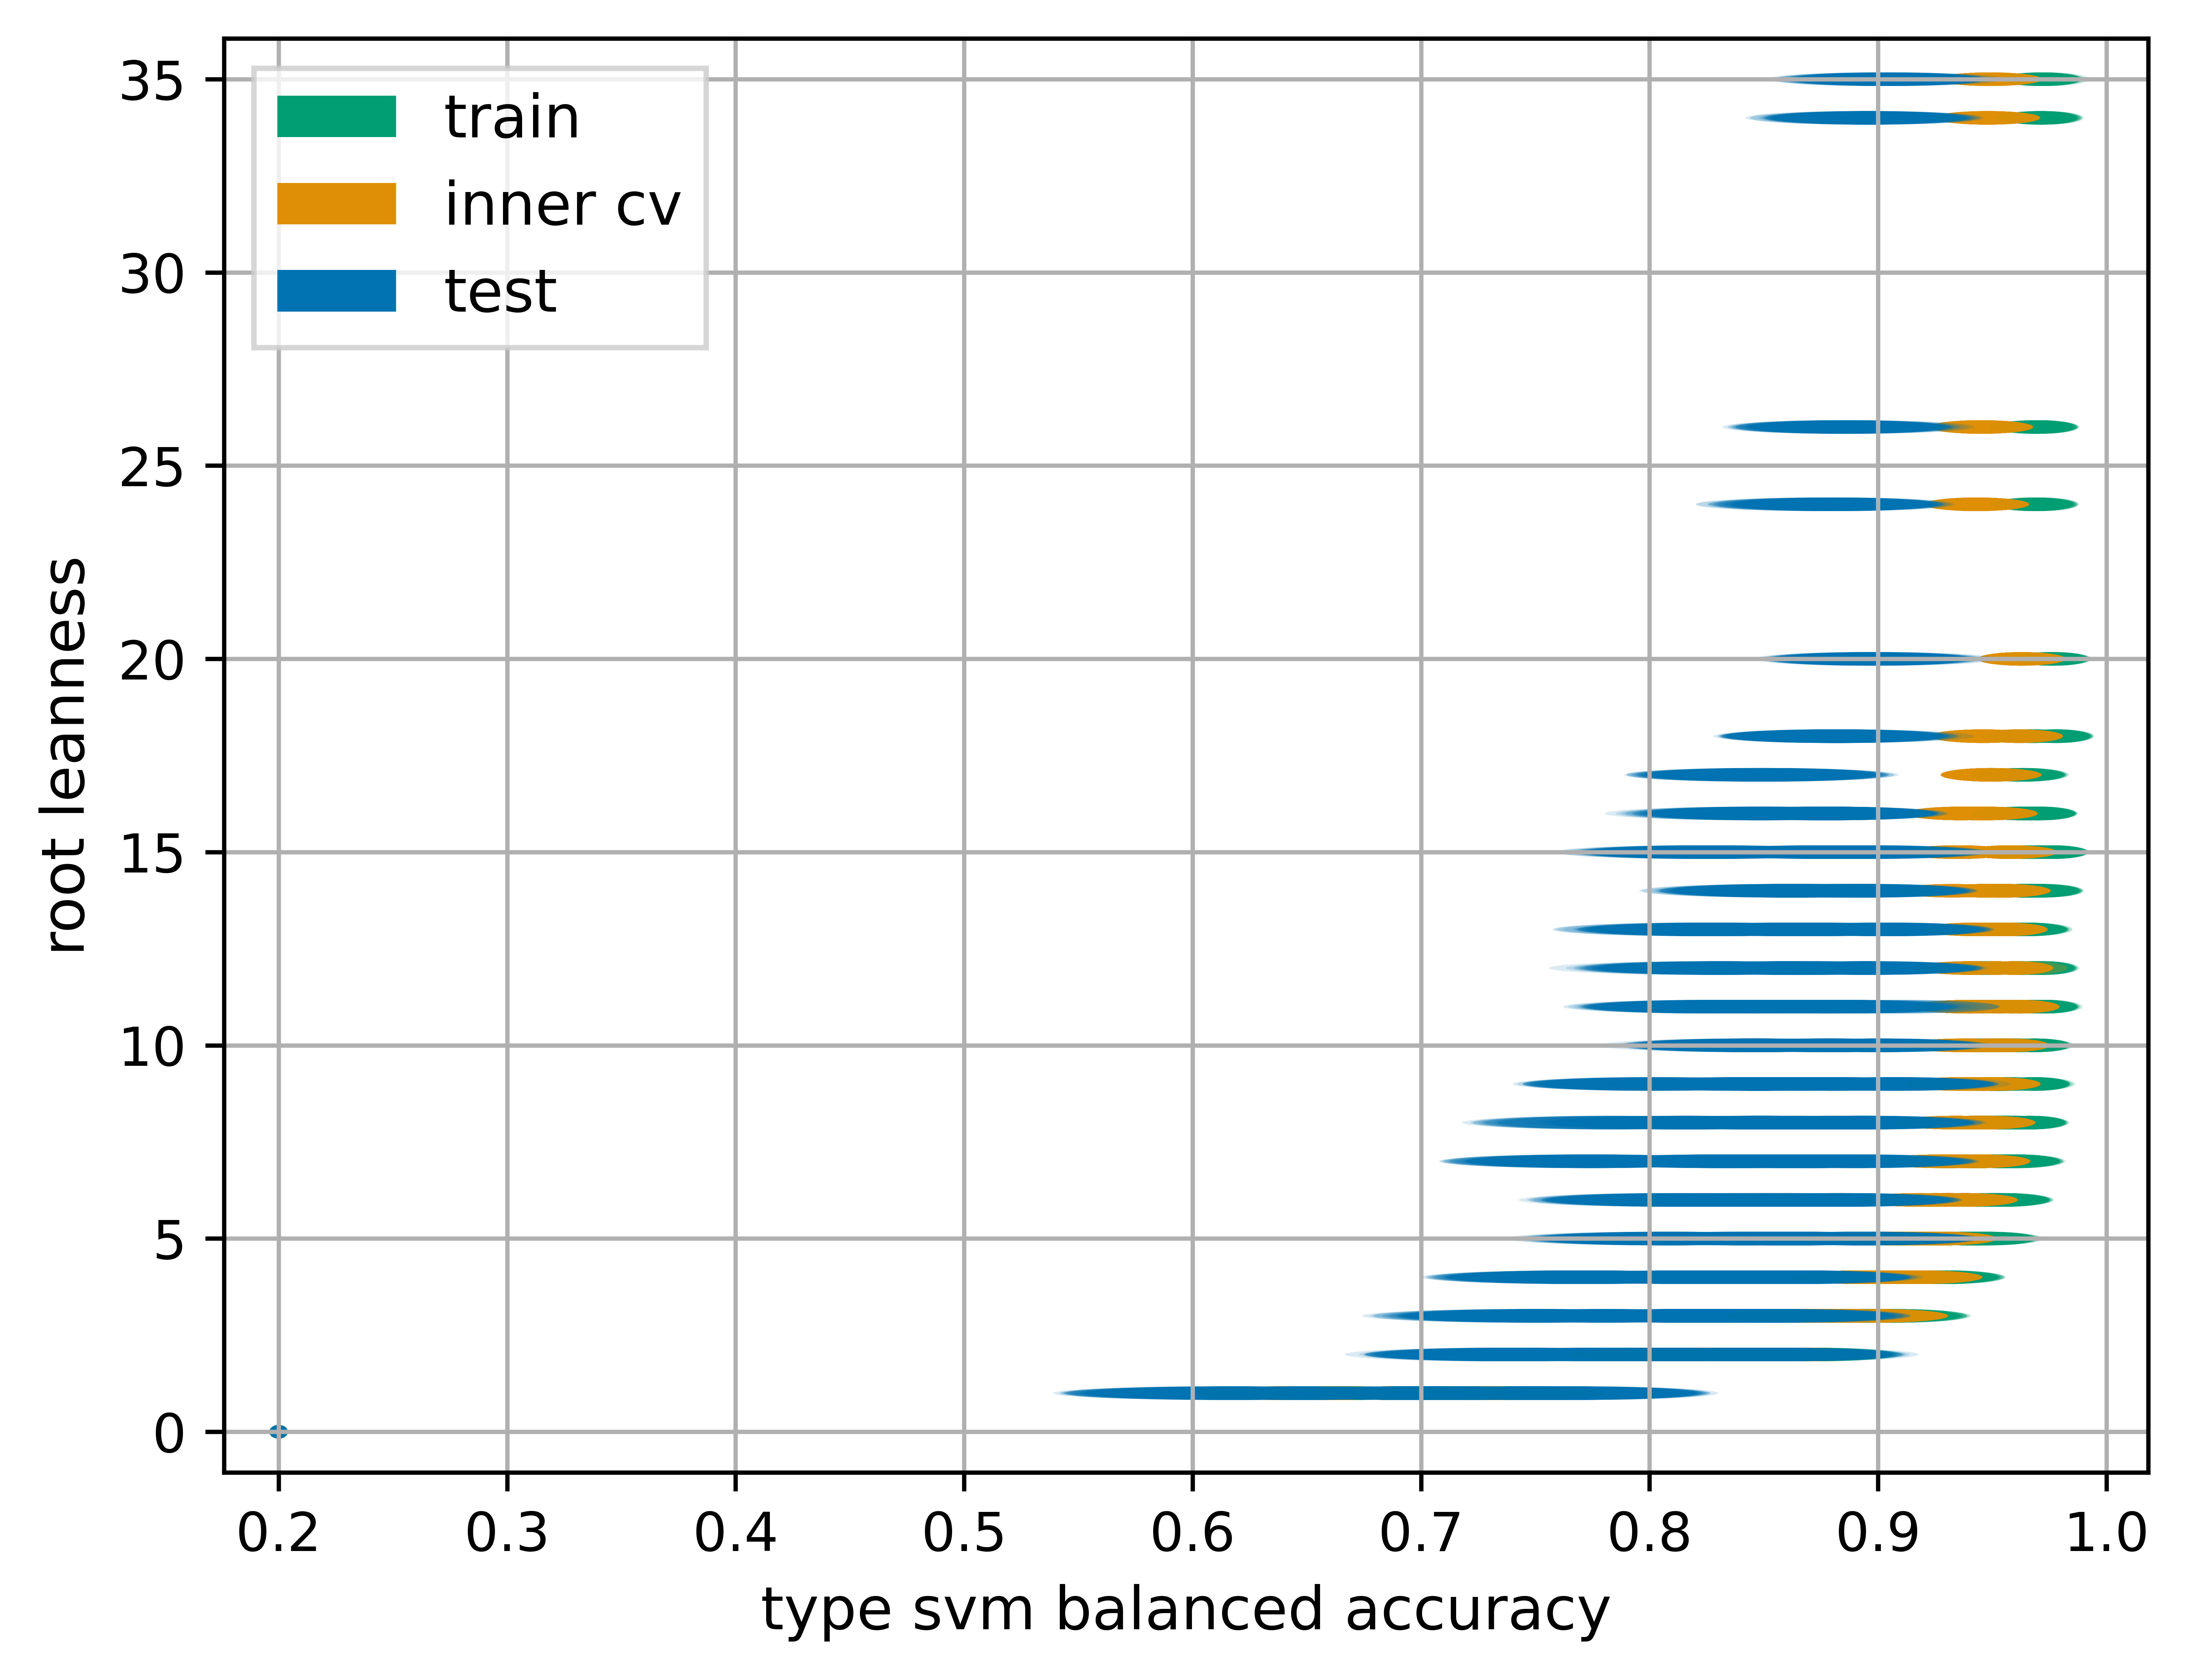 35
30
25
20
15
10
5
0
root leanness
train
inner cv
test
0.2 0.3 0.4 0.5 0.6 0.7 0.8 0.9 1.0
type svm balanced accuracy